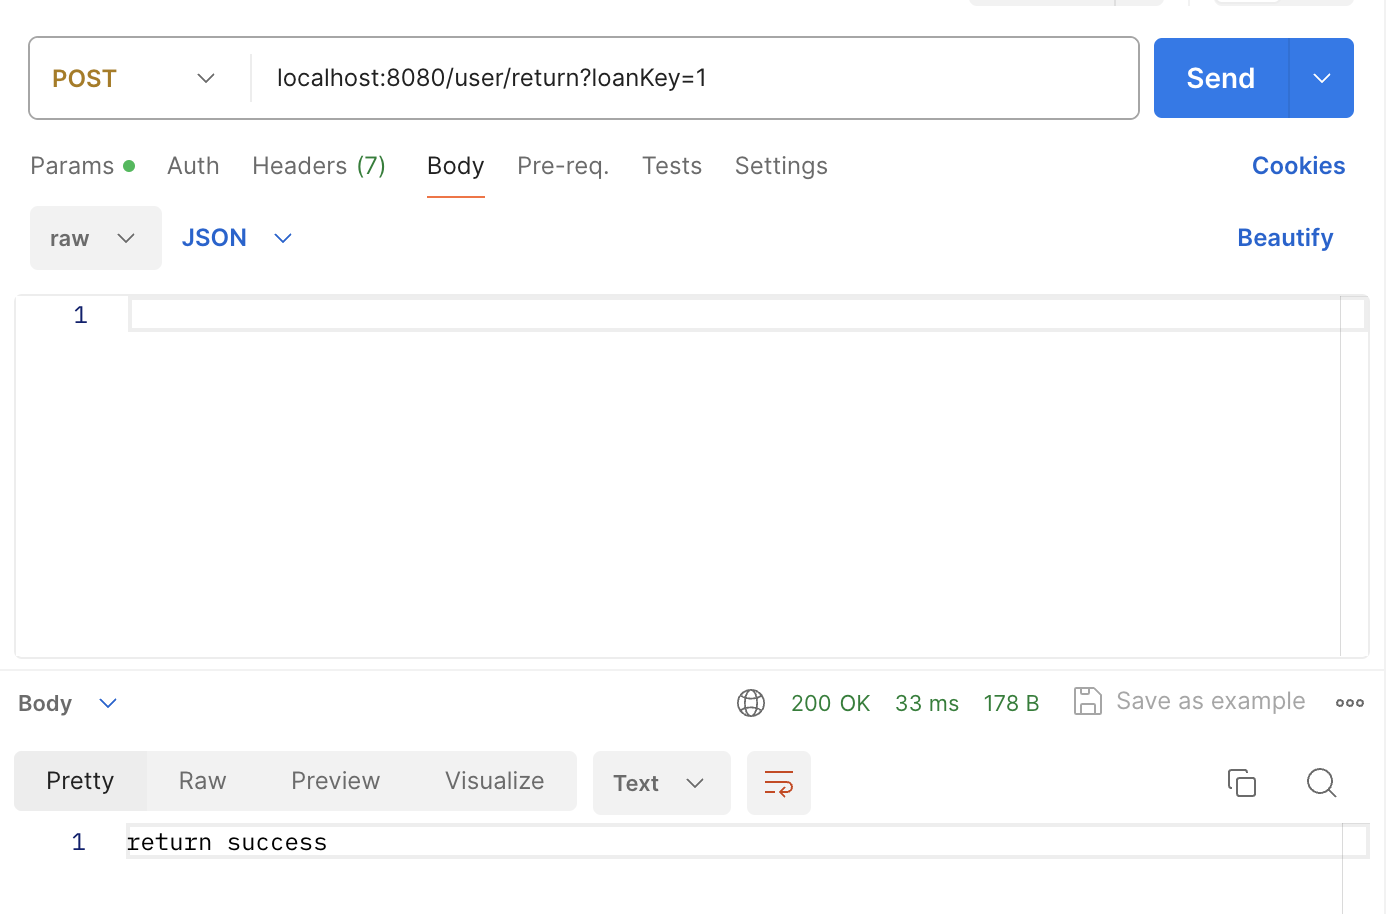 POST localhost:8080/user/return?loanKey=1 Send
Params Auth Headers (7) Body Pre-req. Tests Settings Cookies
raw JSON Beautify
1
Body 200 OK 33 ms 178 B Save as example
Pretty Raw Preview Visualize Text
1 return success